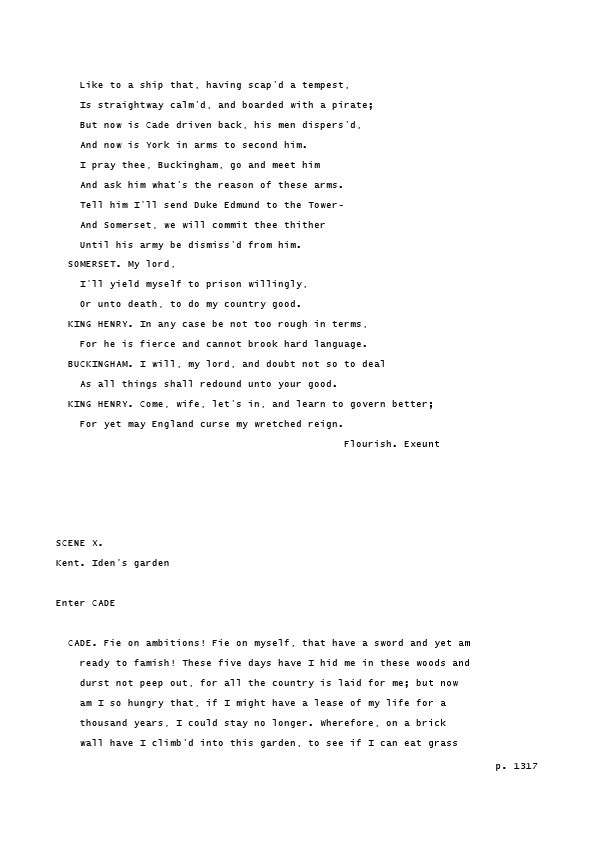 Like to a ship that, having scap'd a tempest,
Is straightway calm'd, and boarded with a pirate;
But now is Cade driven back, his men dispers'd,
And now is York in arms to second him.
I pray thee, Buckingham, go and meet him
And ask him what's the reason of these arms.
Tell him I'll send Duke Edmund to the Tower-
And Somerset, we will commit thee thither
Until his army be dismiss'd from him.
SOMERSET. My lord,
I'll yield myself to prison willingly,
Or unto death, to do my country good.
KING HENRY. In any case be not too rough in terms,
For he is fierce and cannot brook hard language.
BUCKINGHAM. I will, my lord, and doubt not so to deal
As all things shall redound unto your good.
KING HENRY. Come, wife, let's in, and learn to govern better;
For yet may England curse my wretched reign.
Flourish. Exeunt
SCENE X.
Kent. Iden's garden
Enter CADE
CADE. Fie on ambitions! Fie on myself, that have a sword and yet am
ready to famish! These five days have I hid me in these woods and
durst not peep out, for all the country is laid for me; but now
am I so hungry that, if I might have a lease of my life for a
thousand years, I could stay no longer. Wherefore, on a brick
wall have I climb'd into this garden, to see if I can eat grass
p. 1317